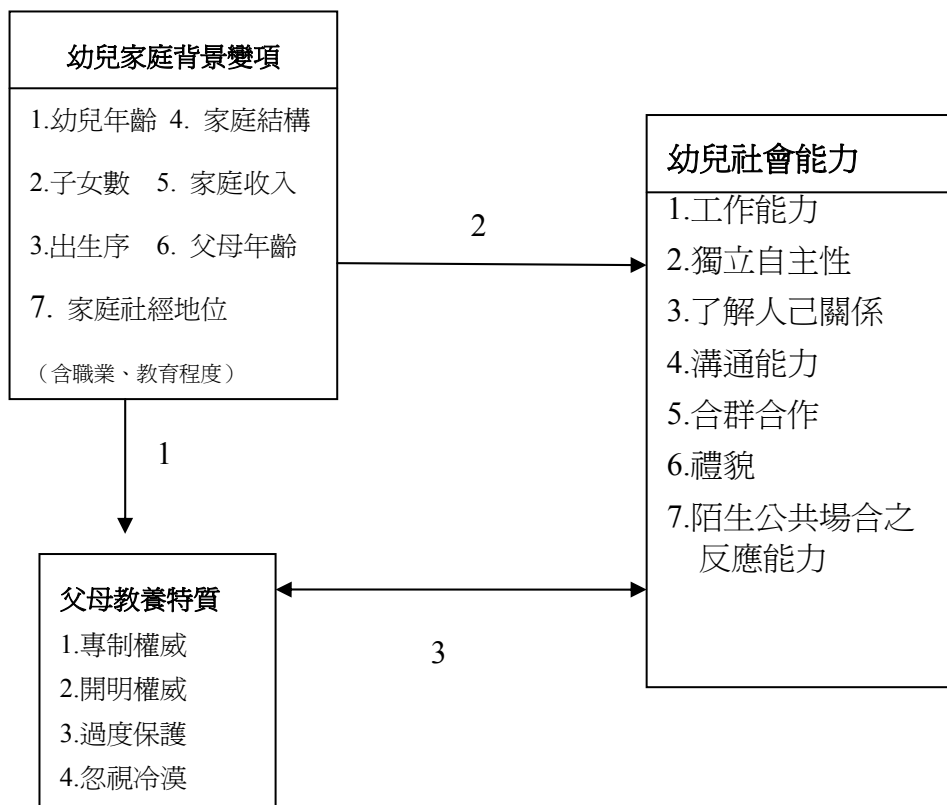 幼兒家庭背景變項
1.幼兒年齡 4. 家庭結構
2.子女數 5. 家庭收入
3.出生序 6. 父母年齡
7. 家庭社經地位
（含職業、教育程度）
2
幼兒社會能力
1.工作能力
2.獨立自主性
3.了解人己關係
4.溝通能力
5.合群合作
6.禮貌
7.陌生公共場合之
反應能力
1
父母教養特質
1.專制權威
2.開明權威
3.過度保護
4.忽視冷漠
3